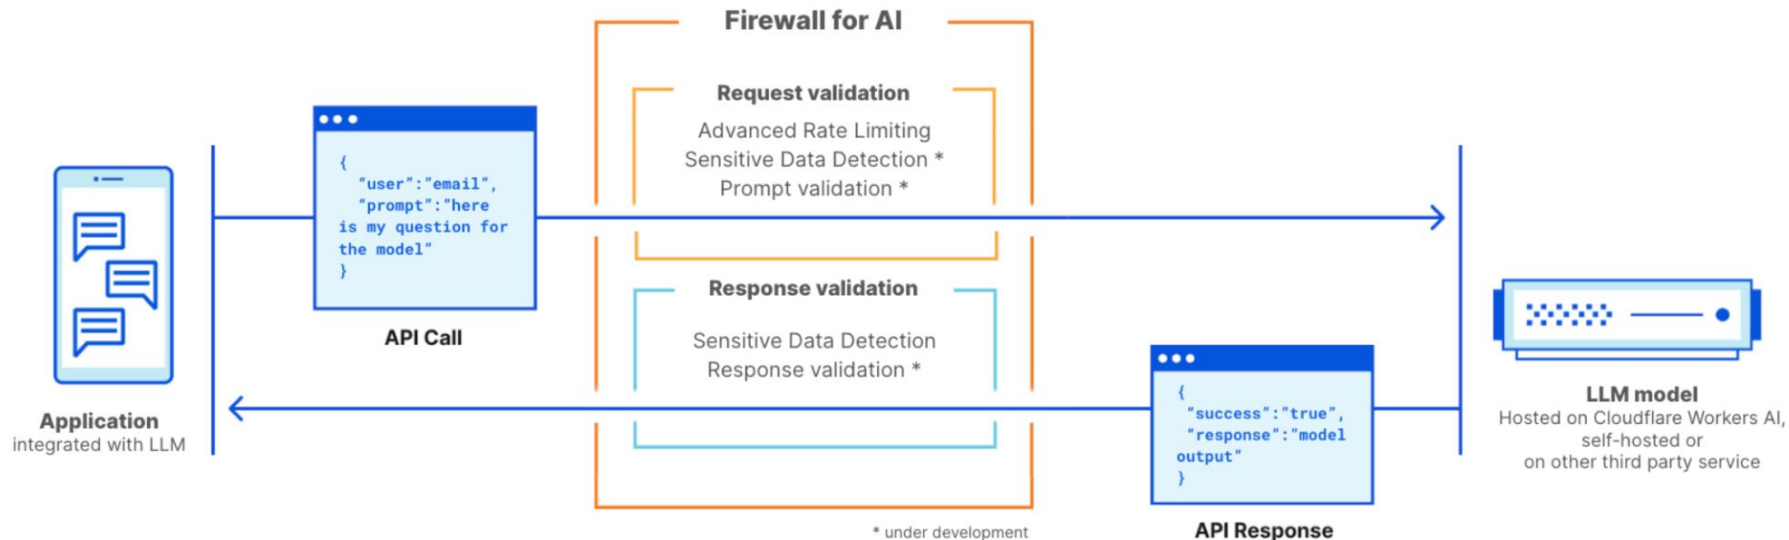 Firewall for AI
Request validation
Advanced Rate Limiting
Sensitive Data Detection *
Prompt validation *
{
"user":"email",
"prompt":"here
is my question for
the model"
}
API Call
Response validation
Sensitive Data Detection
Response validation *
Application
integrated with LLM
{
"success":"true",
"response":"model
output"
}
API Response
LLM model
Hosted on Cloudflare Workers AI,
self-hosted or
on other third party service
* under development